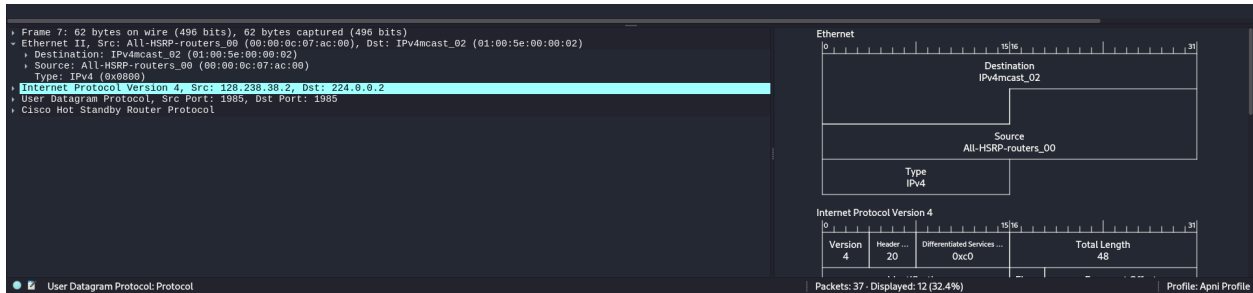 Frame 7: 62 bytes on wire (496 bits), 62 bytes captured (496 bits)
Ethernet II, Src: All-HSRP-routers_00 (00:00:0c:07:ac:00), Dst: IPv4mcast_02 (01:00:5e:00:00:02)
Destination: IPv4mcast_02 (01:00:5e:00:00:02)
Source: All-HSRP-routers_00 (00:00:0c:07:ac:00)
Type: IPv4 (0x0800)
Internet Protocol Version 4, Src: 128.238.38.2, Dst: 224.0.0.2
User Datagram Protocol, Src Port: 1985, Dst Port: 1985
Cisco Hot Standby Router Protocol
Ethernet
0 15 16 31
Destination
IPv4mcast_02
Source
All-HSRP-routers_00
Type
IPv4
Internet Protocol Version 4
0 15 16 31
Version Header ... Differentiated Services ... Total Length
4 20 0xc0 48
User Datagram Protocol: Protocol Packets: 37 · Displayed: 12 (32.4%) Profile: Apni Profile